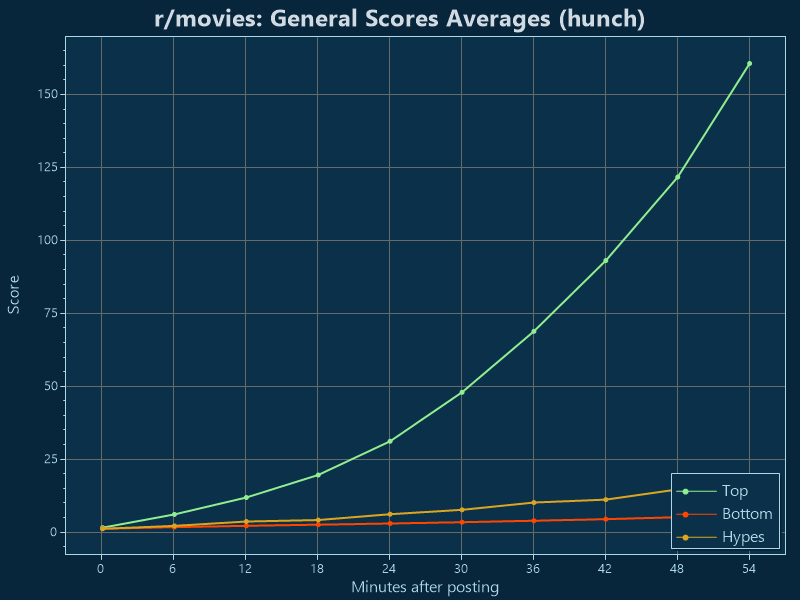 r/movies: General Scores Averages (hunch)
150
125
100
75
50
25
0
Score
0 6 12 18 24 30 36 42 48 54
Minutes after posting
Top
Bottom
Hypes